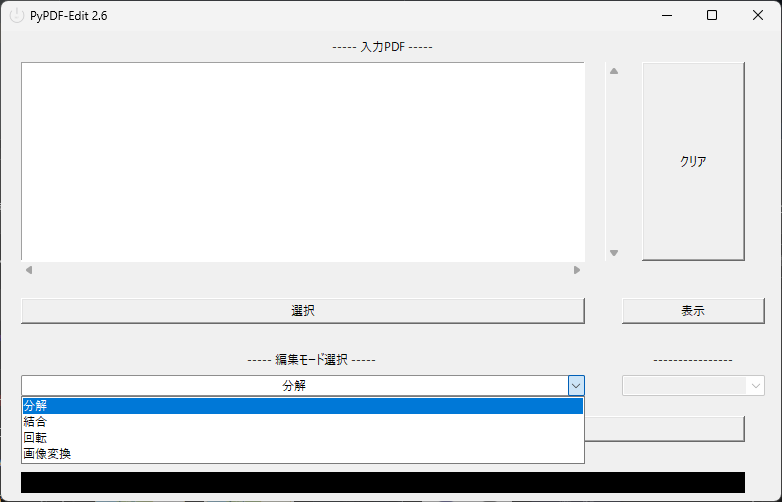 PyPDF-Edit 2.6
----- 入力PDF -----
クリア
選択
表示
----- 編集モード選択 -----
----------------
分解
分解
結合
回転
画像変換